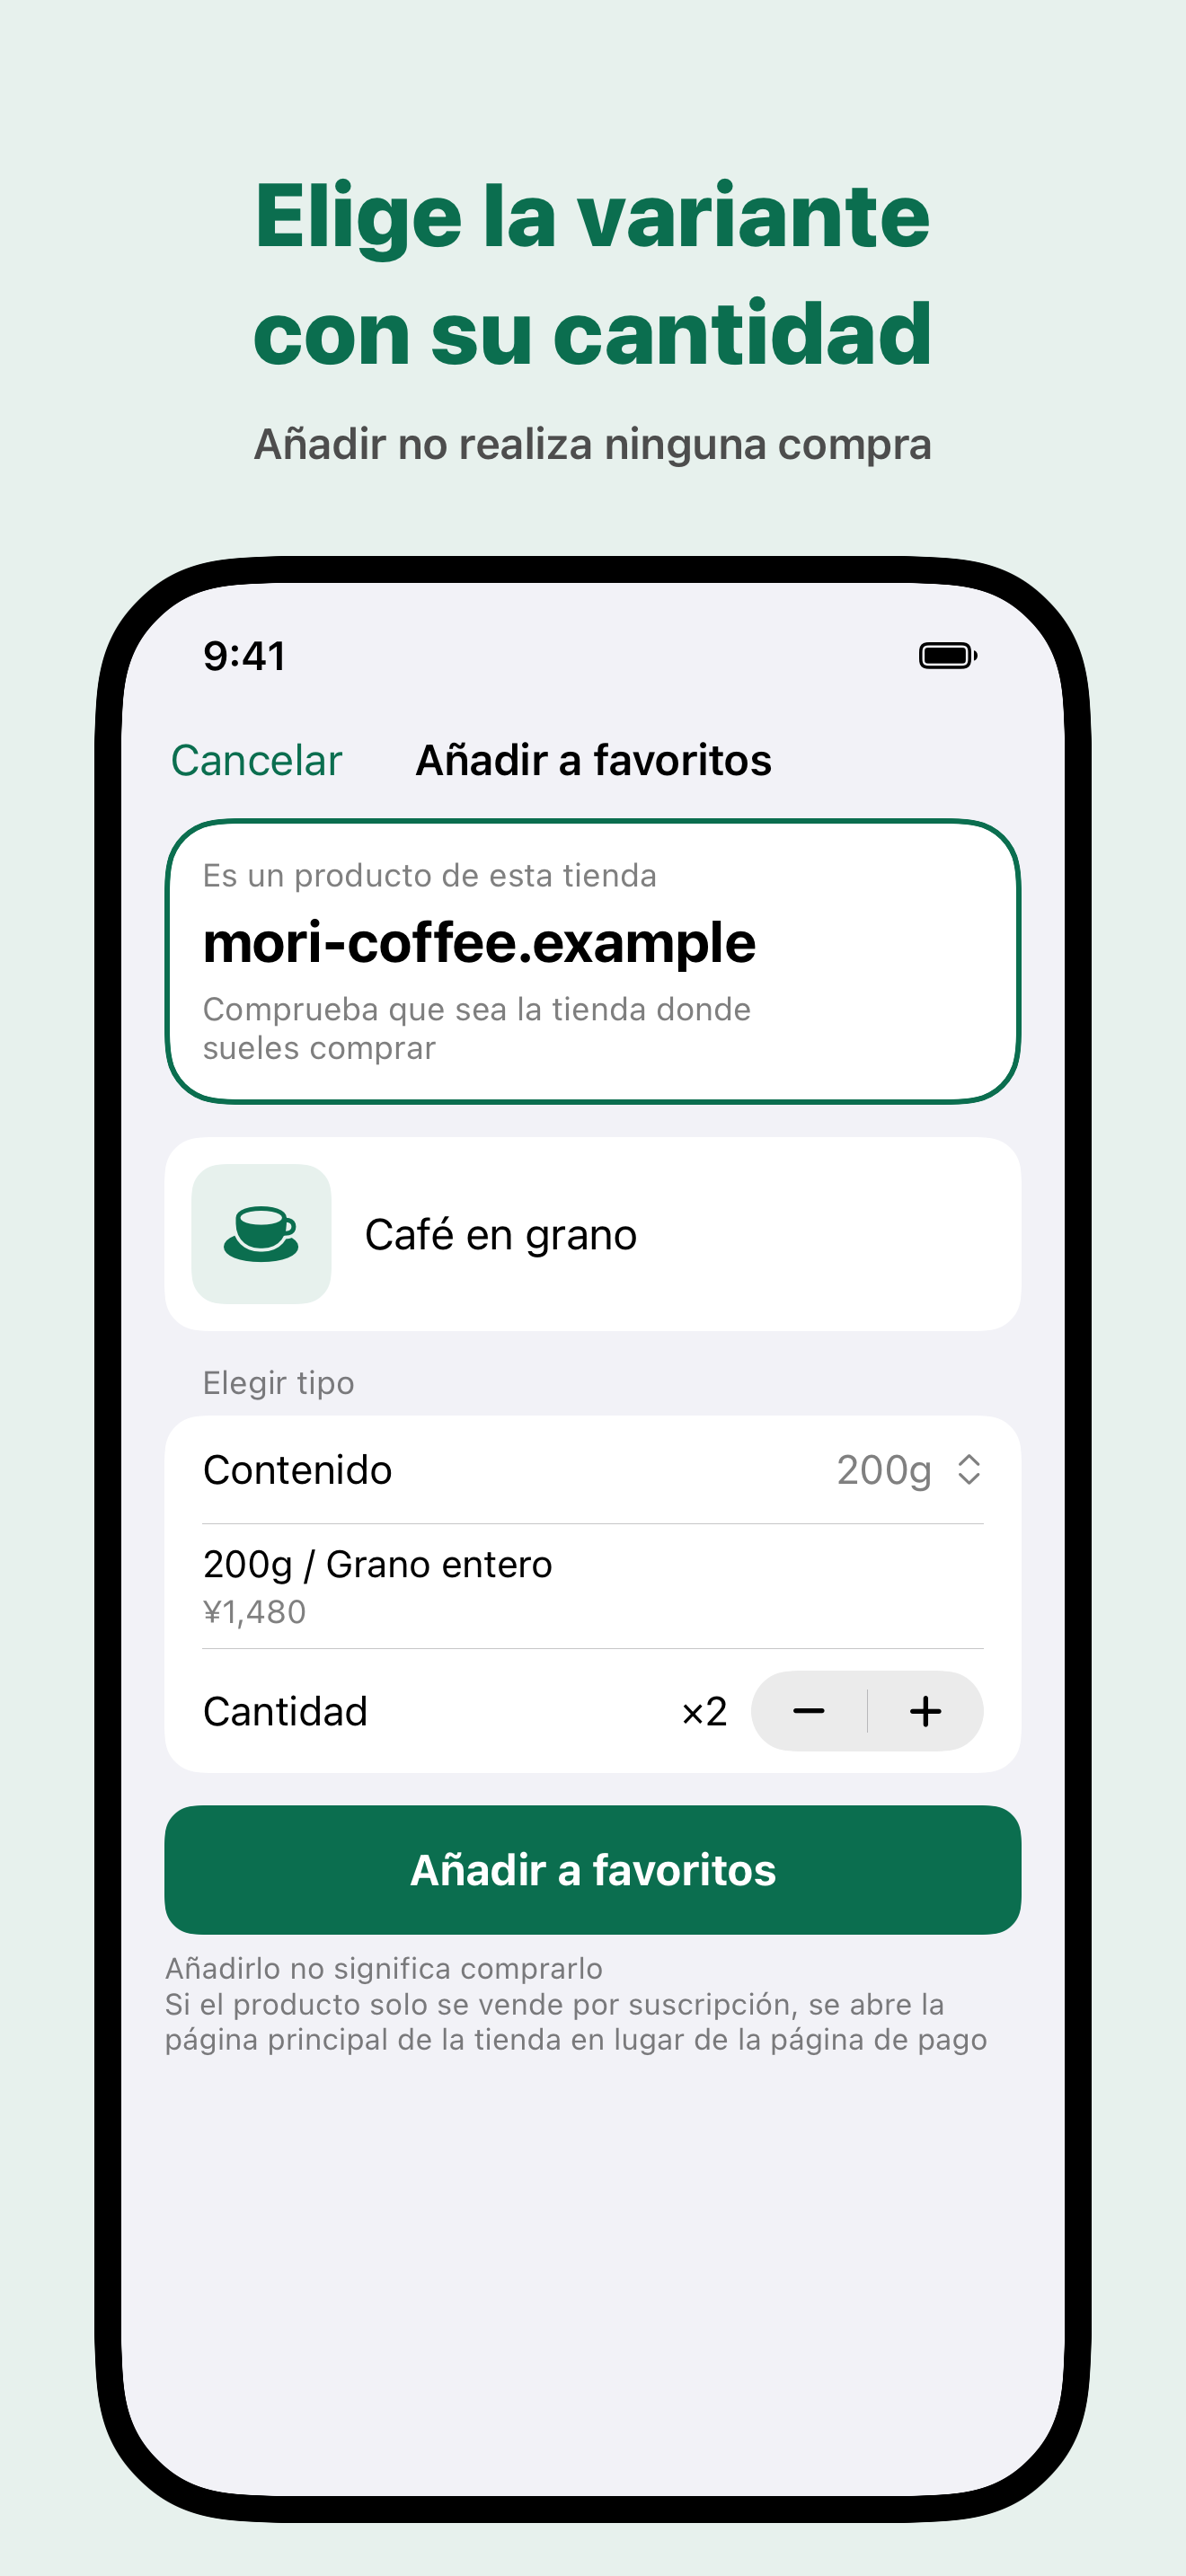 Elige la variante
con su cantidad
Añadir no realiza ninguna compra
9:41
Cancelar
Añadir a favoritos
Es un producto de esta tienda
mori-coffee.example
Comprueba que sea la tienda donde
sueles comprar
Café en grano
Elegir tipo
Contenido 200g
200g / Grano entero
¥1,480
Cantidad ×2 − +
Añadir a favoritos
Añadirlo no significa comprarlo
Si el producto solo se vende por suscripción, se abre la
página principal de la tienda en lugar de la página de pago